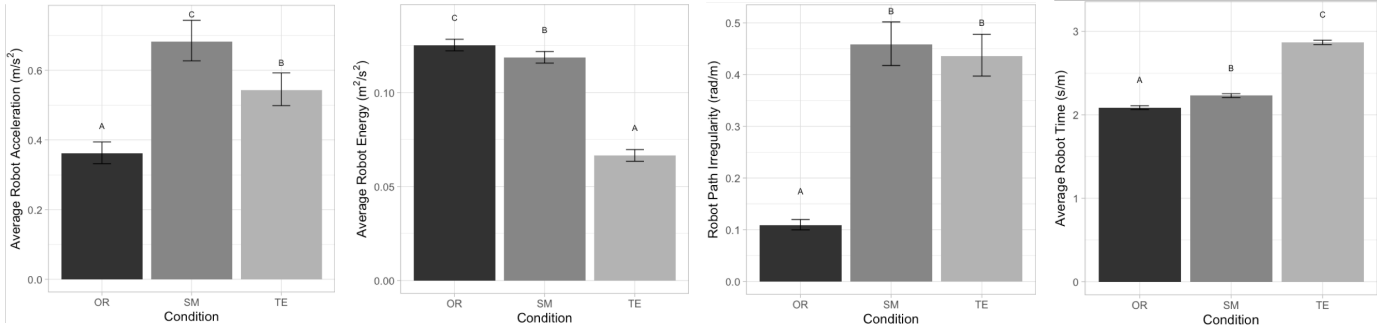 Average Robot Acceleration (m/s²)
0.6
0.4
0.2
0.0
A
C
B
OR SM TE
Condition
Average Robot Energy (m²/s²)
0.10
0.05
0.00
C
B
A
OR SM TE
Condition
Robot Path Irregularity (rad/m)
0.5
0.4
0.3
0.2
0.1
0.0
A
B
B
OR SM TE
Condition
Average Robot Time (s/m)
3
2
1
0
A
B
C
OR SM TE
Condition